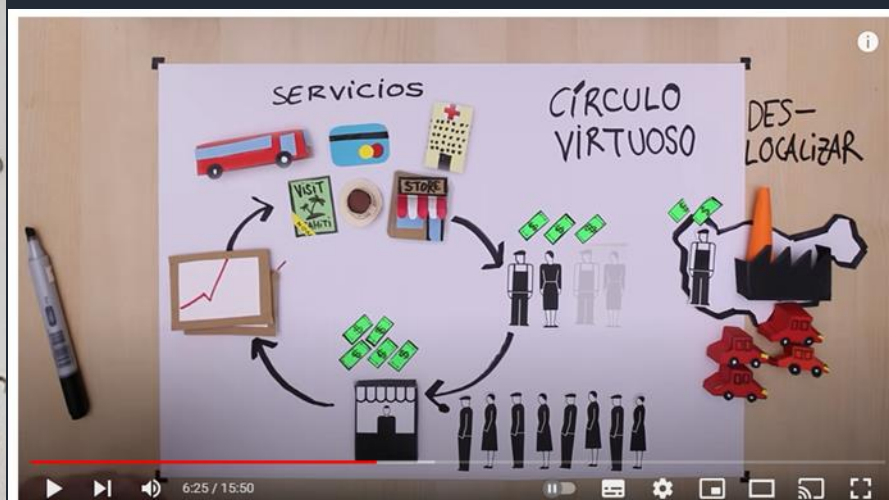 SERVICIOS
CÍRCULO
VIRTUOSO
DES-
LOCALIZAR
VISIT
STORE
6:25 / 15:50